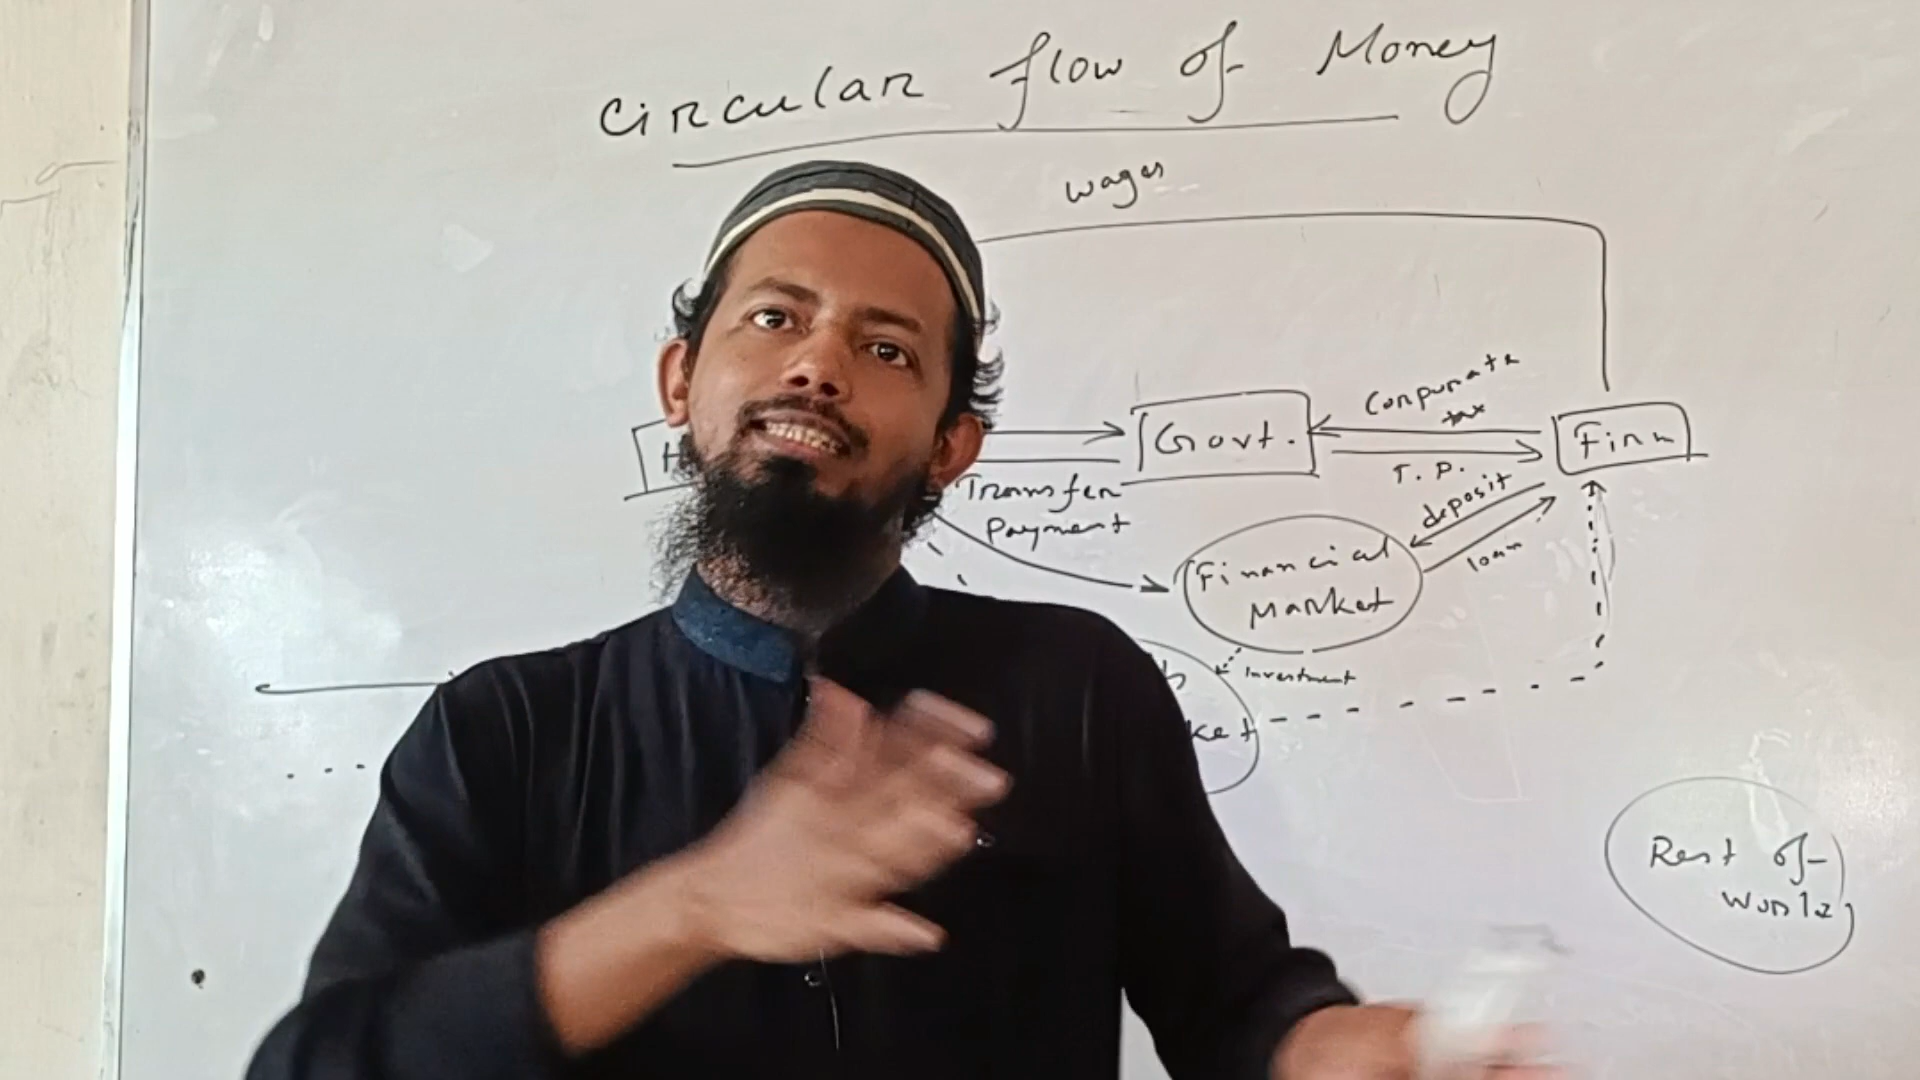 Circular flow of Money
wages
Corporate
tax
H
Govt.
Firm
T. P.
Transfer
Payment
deposit
loan
Financial
Market
Investment
ket
Rest of
World